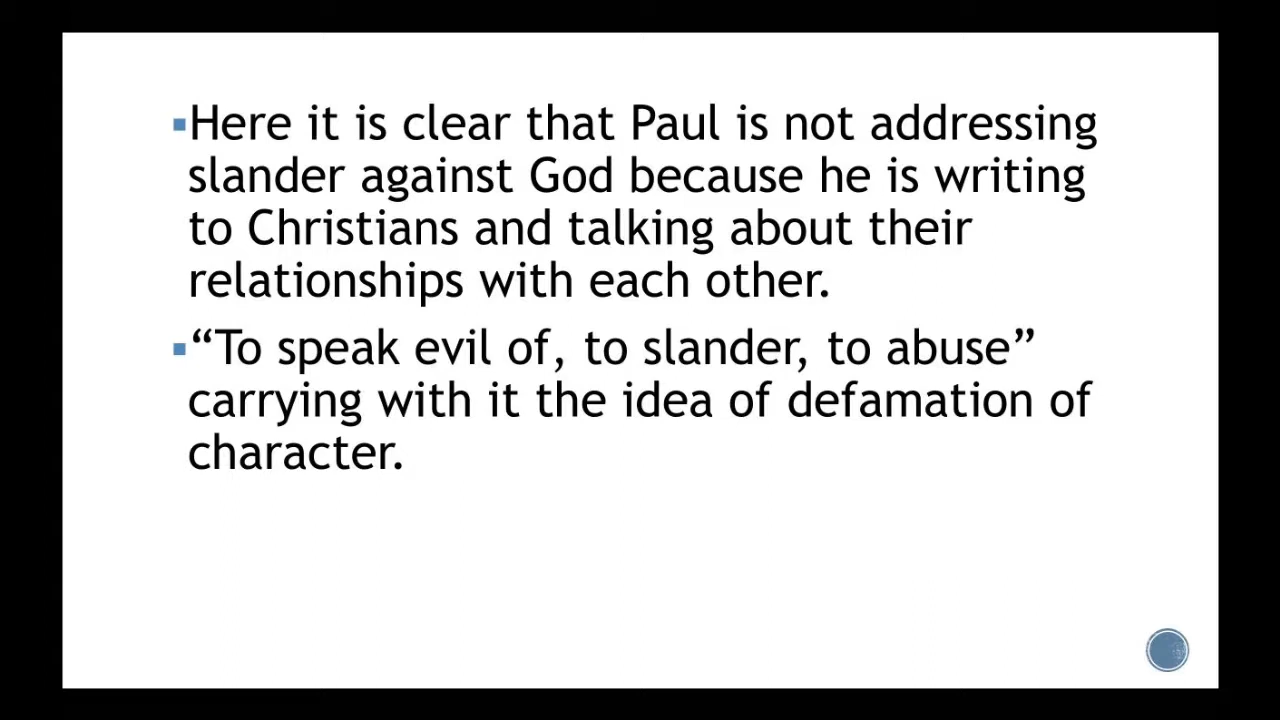 ▪Here it is clear that Paul is not addressing
slander against God because he is writing
to Christians and talking about their
relationships with each other.
▪“To speak evil of, to slander, to abuse”
carrying with it the idea of defamation of
character.